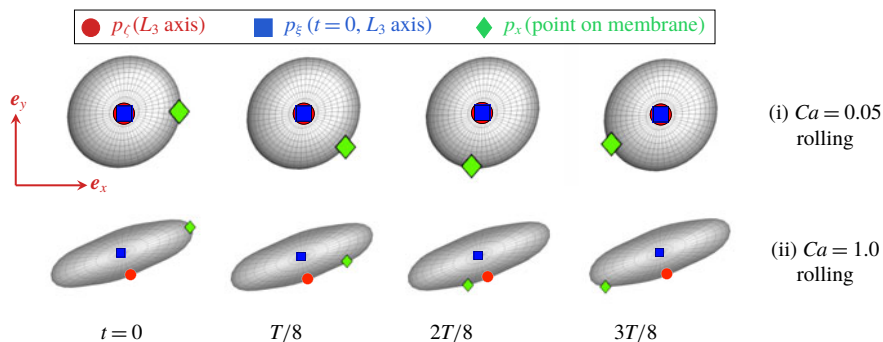 p_ζ (L_3 axis) p_ξ (t = 0, L_3 axis) p_x (point on membrane)
e_y
(i) Ca = 0.05
rolling
e_x
(ii) Ca = 1.0
rolling
t = 0 T/8 2T/8 3T/8